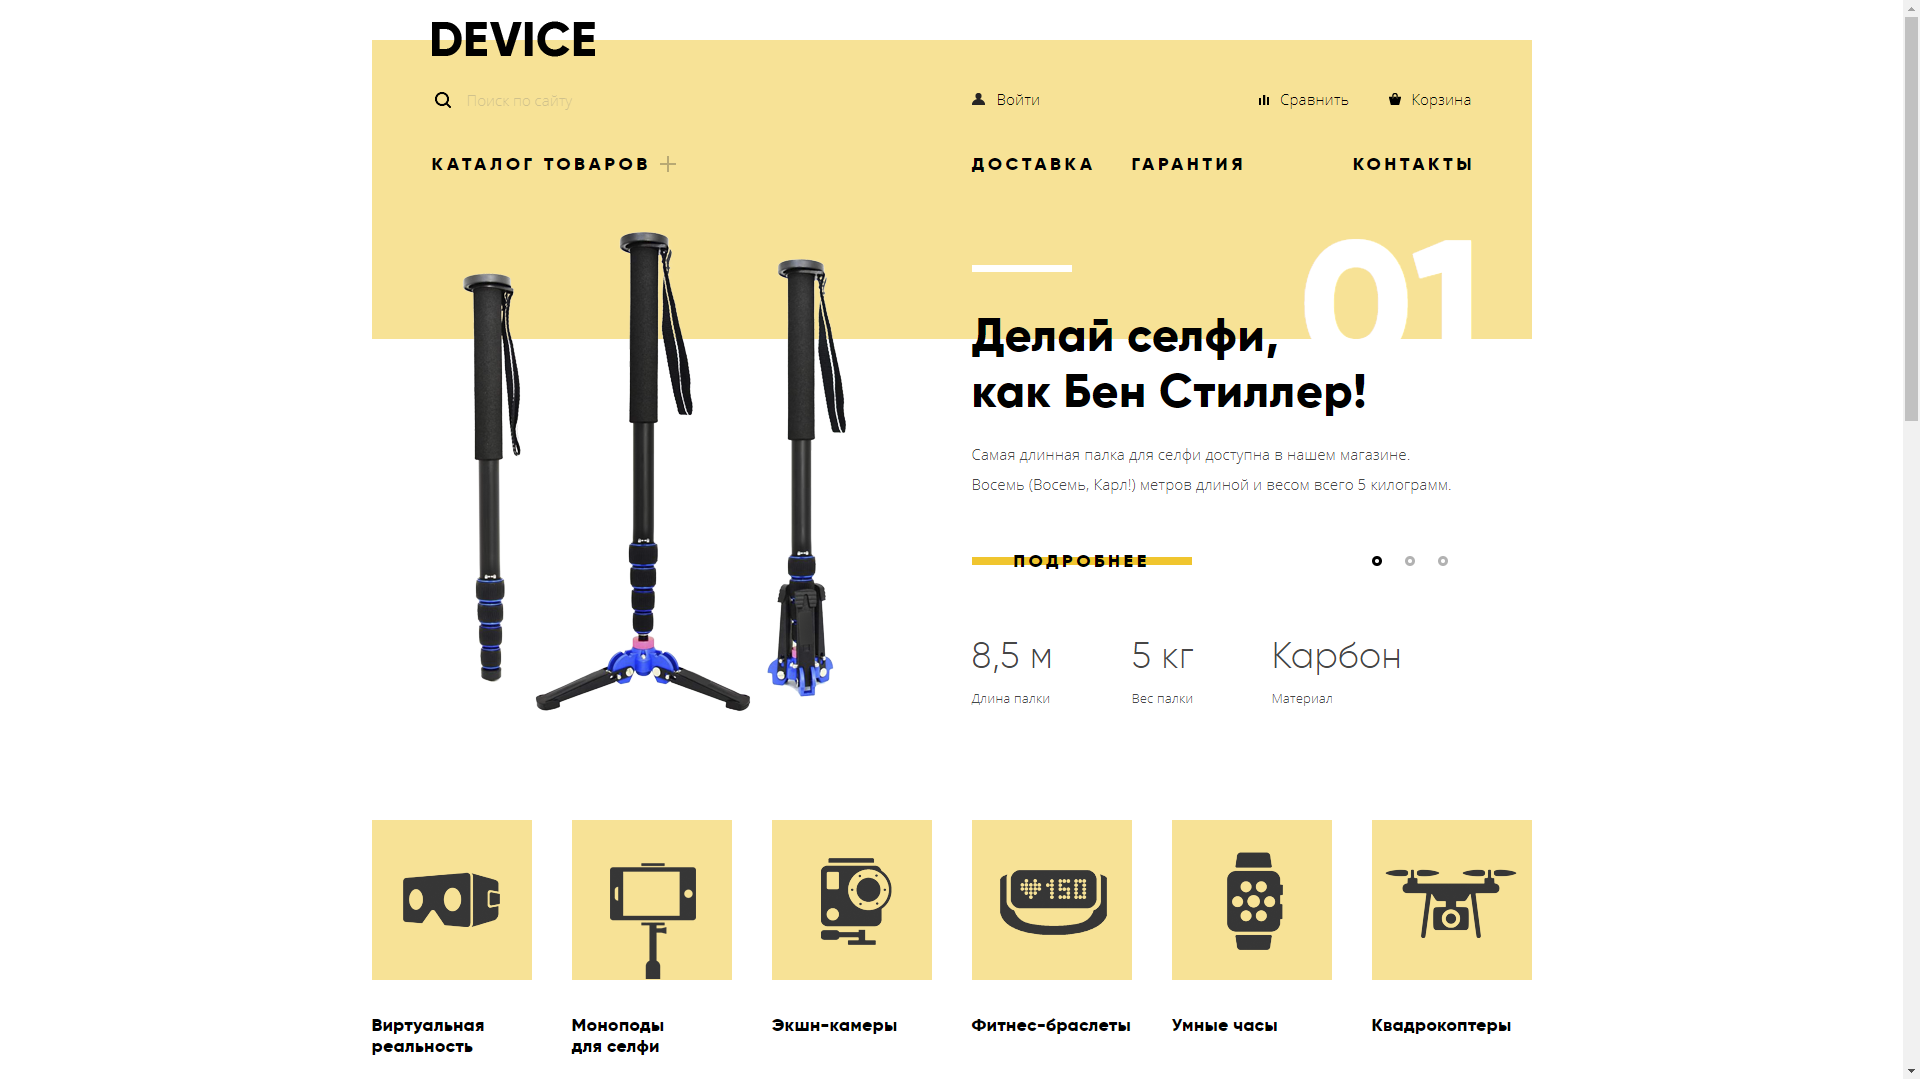 DEVICE
Поиск по сайту
Войти
Сравнить
Корзина
КАТАЛОГ ТОВАРОВ
ДОСТАВКА
ГАРАНТИЯ
КОНТАКТЫ
01
Делай селфи,
как Бен Стиллер!
Самая длинная палка для селфи доступна в нашем магазине.
Восемь (Восемь, Карл!) метров длиной и весом всего 5 килограмм.
ПОДРОБНЕЕ
8,5 м
5 кг
Карбон
Длина палки
Вес палки
Материал
150
Виртуальная
реальность
Моноподы
для селфи
Экшн-камеры
Фитнес-браслеты
Умные часы
Квадрокоптеры